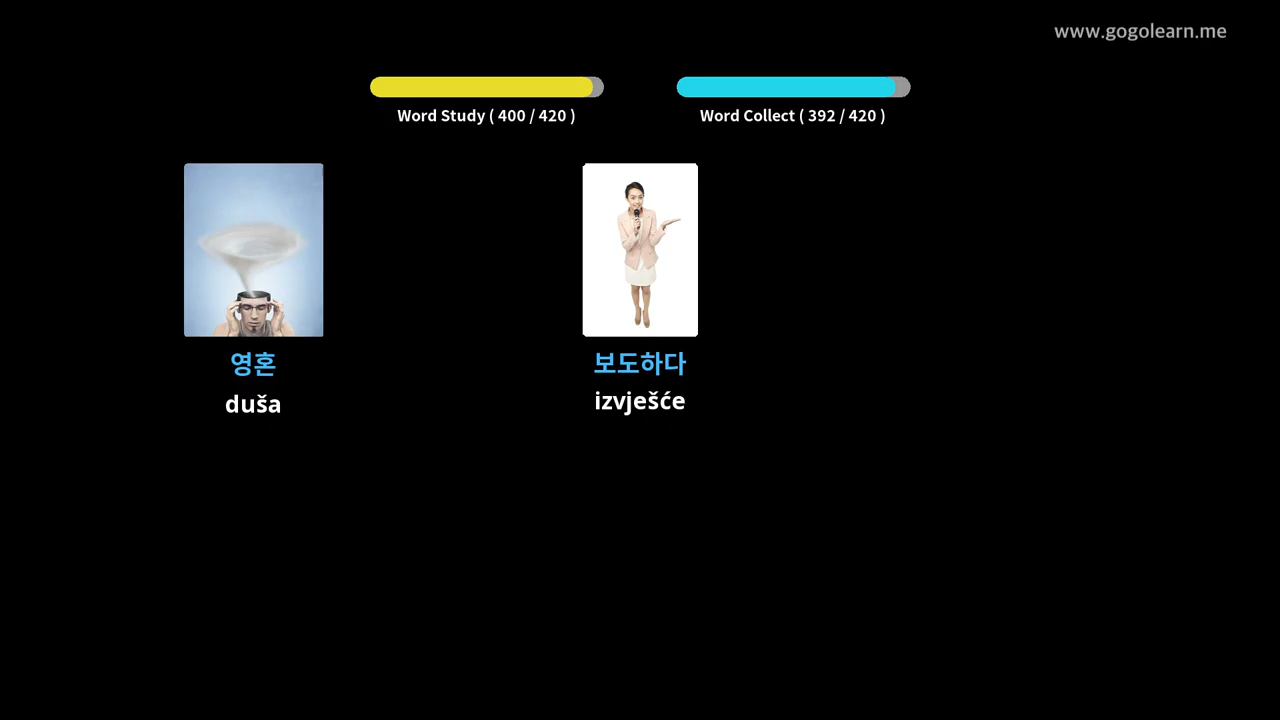 www.gogolearn.me
Word Study ( 400 / 420 )
Word Collect ( 392 / 420 )
영혼
duša
보도하다
izvješće